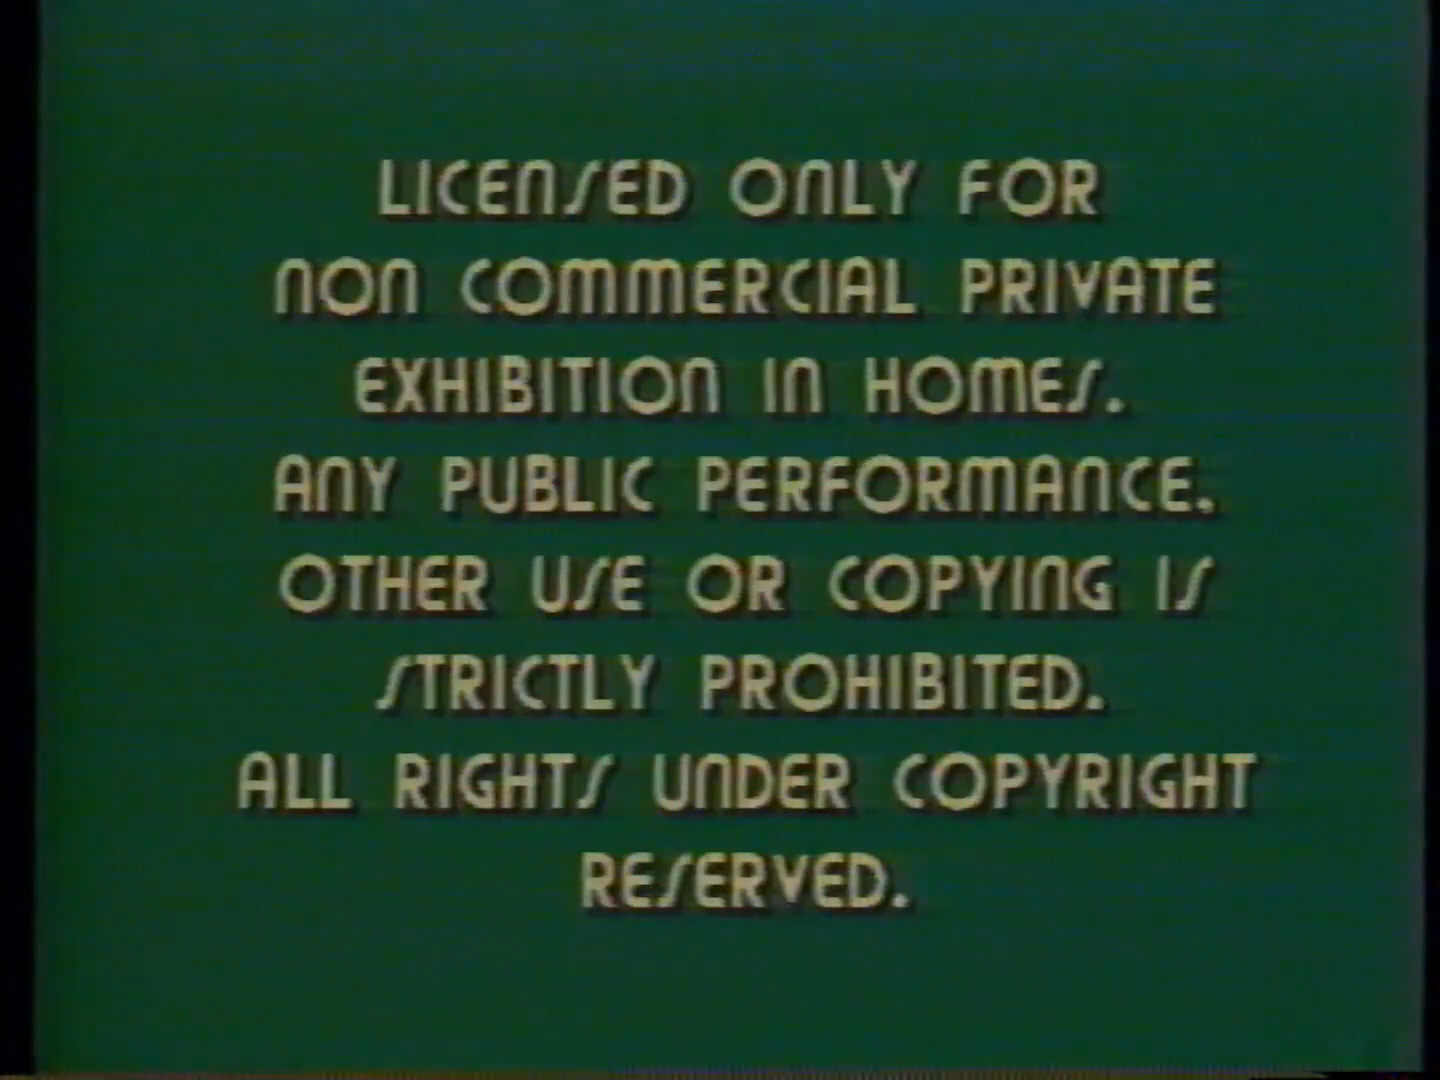 LICENSED ONLY FOR
NON COMMERCIAL PRIVATE
EXHIBITION IN HOMES.
ANY PUBLIC PERFORMANCE.
OTHER USE OR COPYING IS
STRICTLY PROHIBITED.
ALL RIGHTS UNDER COPYRIGHT
RESERVED.